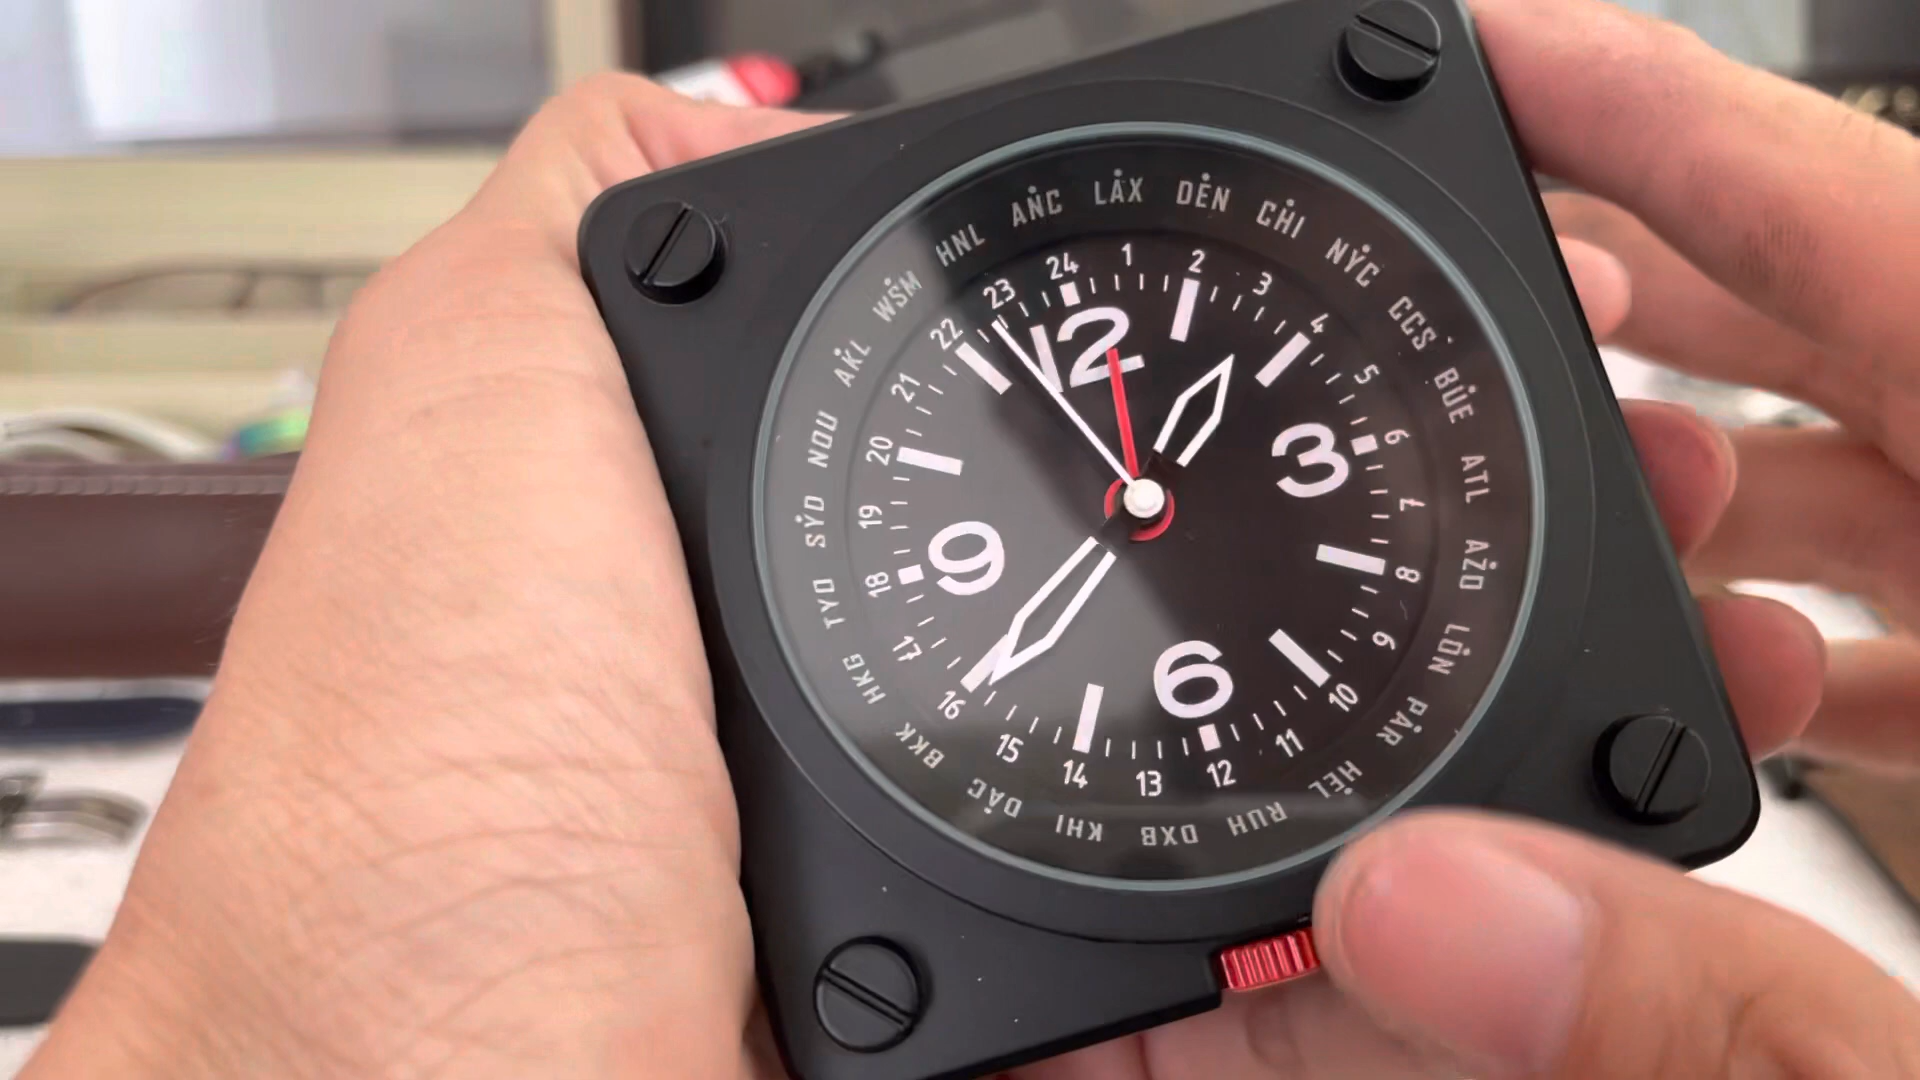 LAX
DEN
CHI
NYC
CCS
BUE
ATL
AZO
LON
PAR
HEL
RUH
DXB
KHI
DAC
BKK
HKG
TYO
SYD
NOU
AKL
WSM
HNL
ANC
24
1
2
3
4
5
6
7
8
9
10
11
12
13
14
15
16
17
18
19
20
21
22
23
12
3
6
9